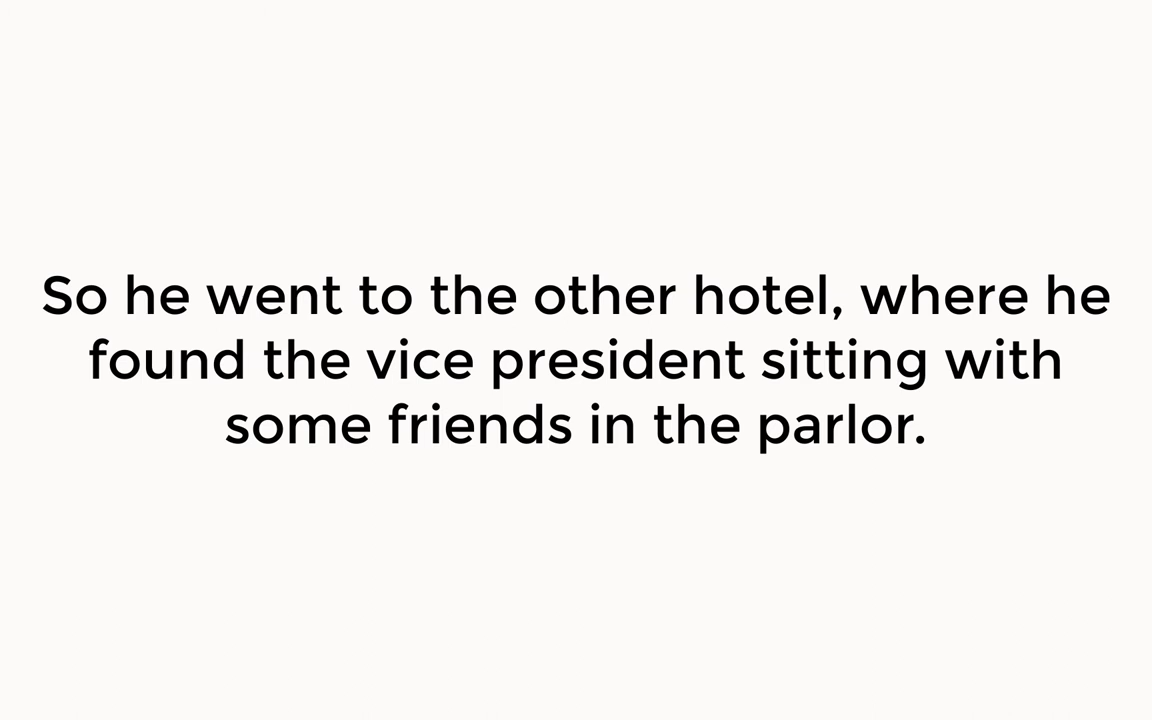 So he went to the other hotel, where he
found the vice president sitting with
some friends in the parlor.